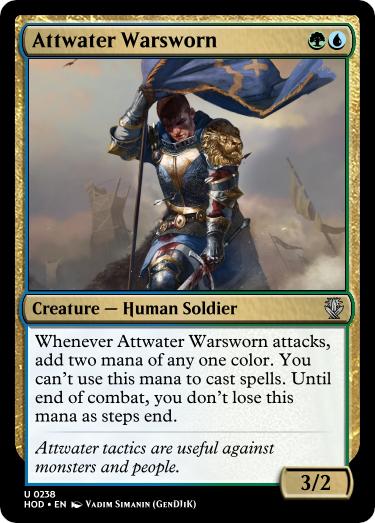 Attwater Warsworn
Creature — Human Soldier
Whenever Attwater Warsworn attacks,
add two mana of any one color. You
can't use this mana to cast spells. Until
end of combat, you don't lose this
mana as steps end.
Attwater tactics are useful against
monsters and people.
3/2
U 0238
HOD • EN Vadim Simanin (GenDI1K)